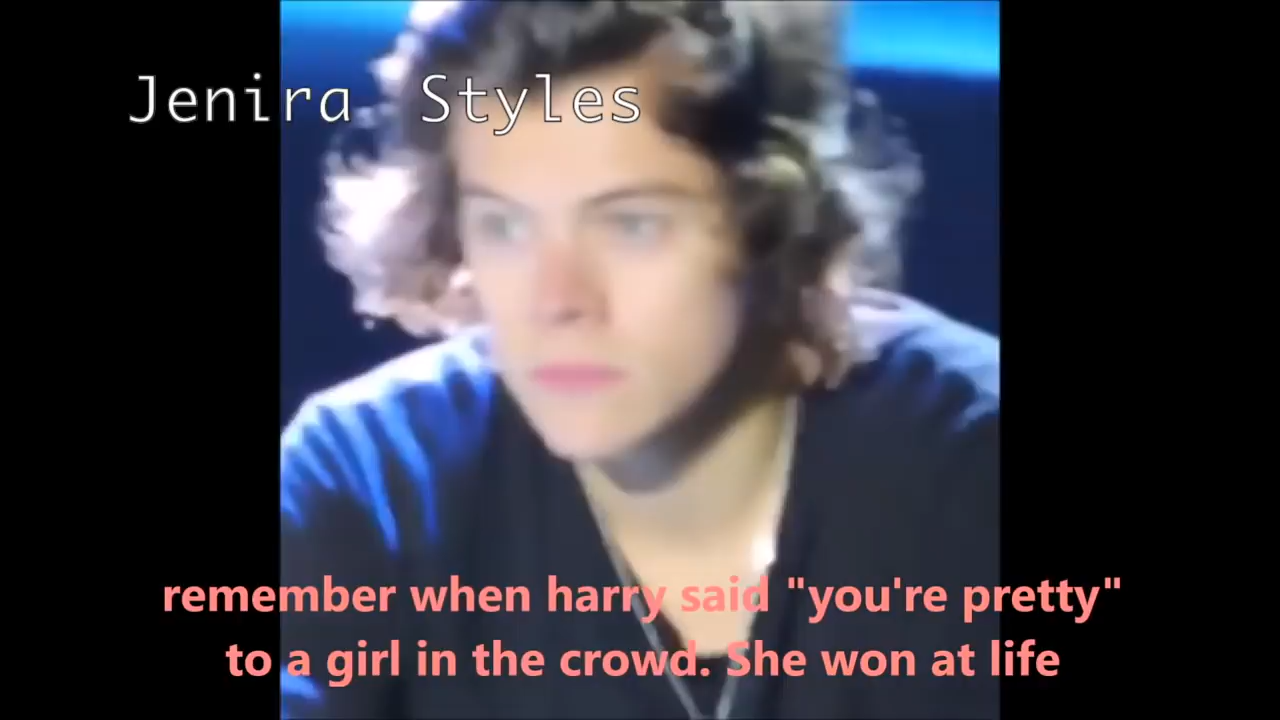 Jenira Styles
remember when harry said "you're pretty"
to a girl in the crowd. She won at life